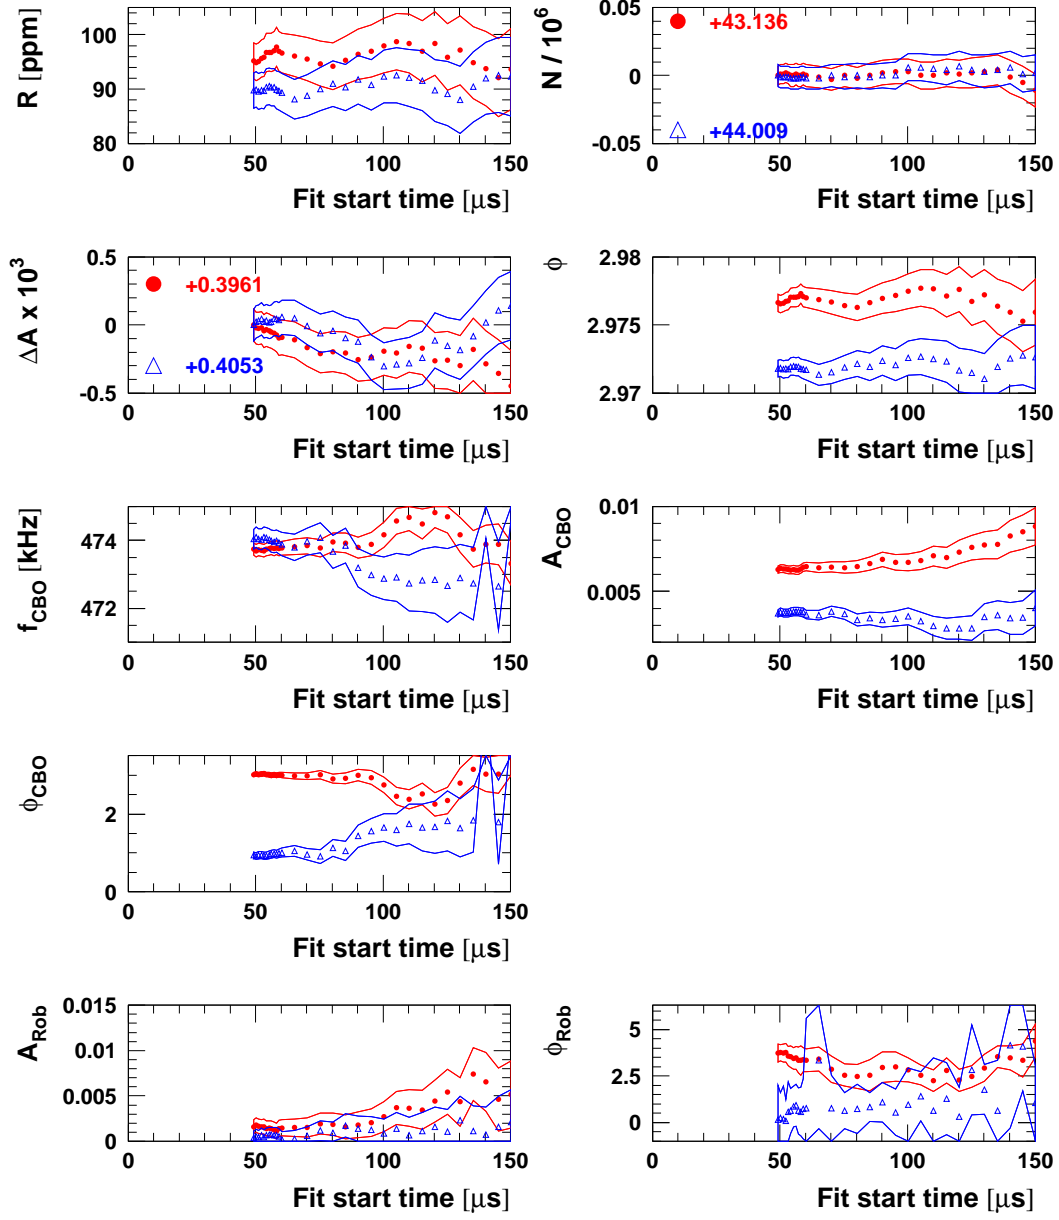 R [ppm]
100
90
80
0 50 100 150
Fit start time [μs]
N / 10⁶
0.05
0
-0.05
+43.136
+44.009
0 50 100 150
Fit start time [μs]
ΔA x 10³
0.5
0
-0.5
+0.3961
+0.4053
0 50 100 150
Fit start time [μs]
ϕ
2.98
2.975
2.97
0 50 100 150
Fit start time [μs]
f_CBO [kHz]
474
472
0 50 100 150
Fit start time [μs]
A_CBO
0.01
0.005
0 50 100 150
Fit start time [μs]
ϕ_CBO
2
0
0 50 100 150
Fit start time [μs]
A_Rob
0.015
0.01
0.005
0
0 50 100 150
Fit start time [μs]
ϕ_Rob
5
2.5
0
0 50 100 150
Fit start time [μs]